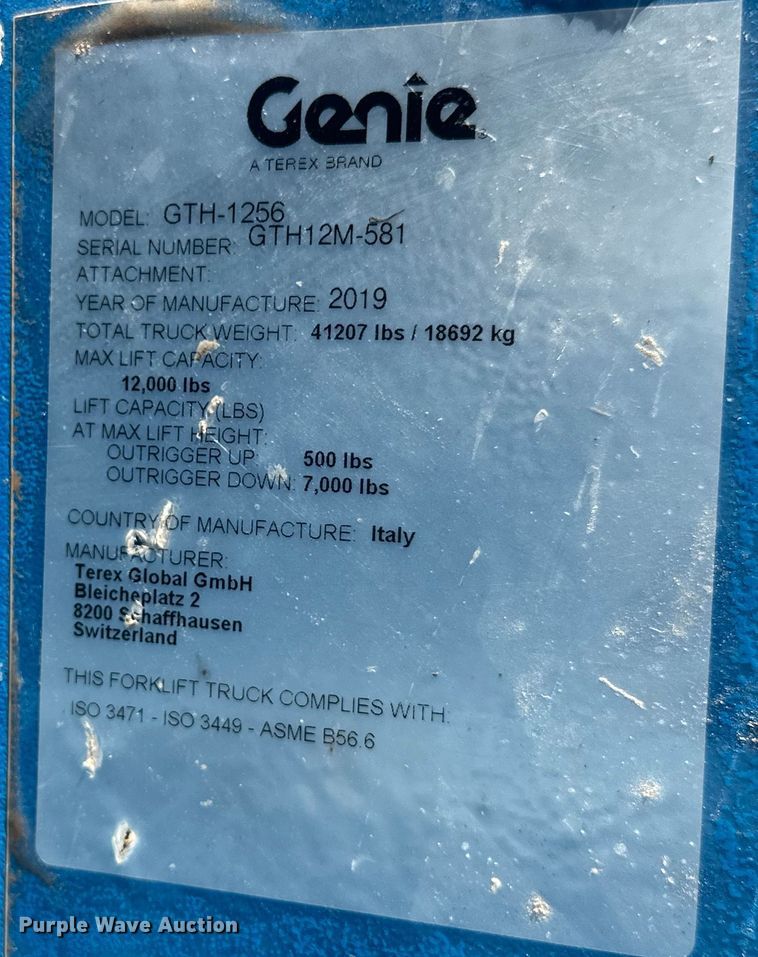 Genie
A TEREX BRAND
MODEL: GTH-1256
SERIAL NUMBER: GTH12M-581
ATTACHMENT:
YEAR OF MANUFACTURE: 2019
TOTAL TRUCK WEIGHT: 41207 lbs / 18692 kg
MAX LIFT CAPACITY:
12,000 lbs
LIFT CAPACITY (LBS)
AT MAX LIFT HEIGHT:
OUTRIGGER UP: 500 lbs
OUTRIGGER DOWN: 7,000 lbs
COUNTRY OF MANUFACTURE: Italy
MANUFACTURER:
Terex Global GmbH
Bleicheplatz 2
8200 Schaffhausen
Switzerland
THIS FORKLIFT TRUCK COMPLIES WITH:
ISO 3471 - ISO 3449 - ASME B56.6
Purple Wave Auction